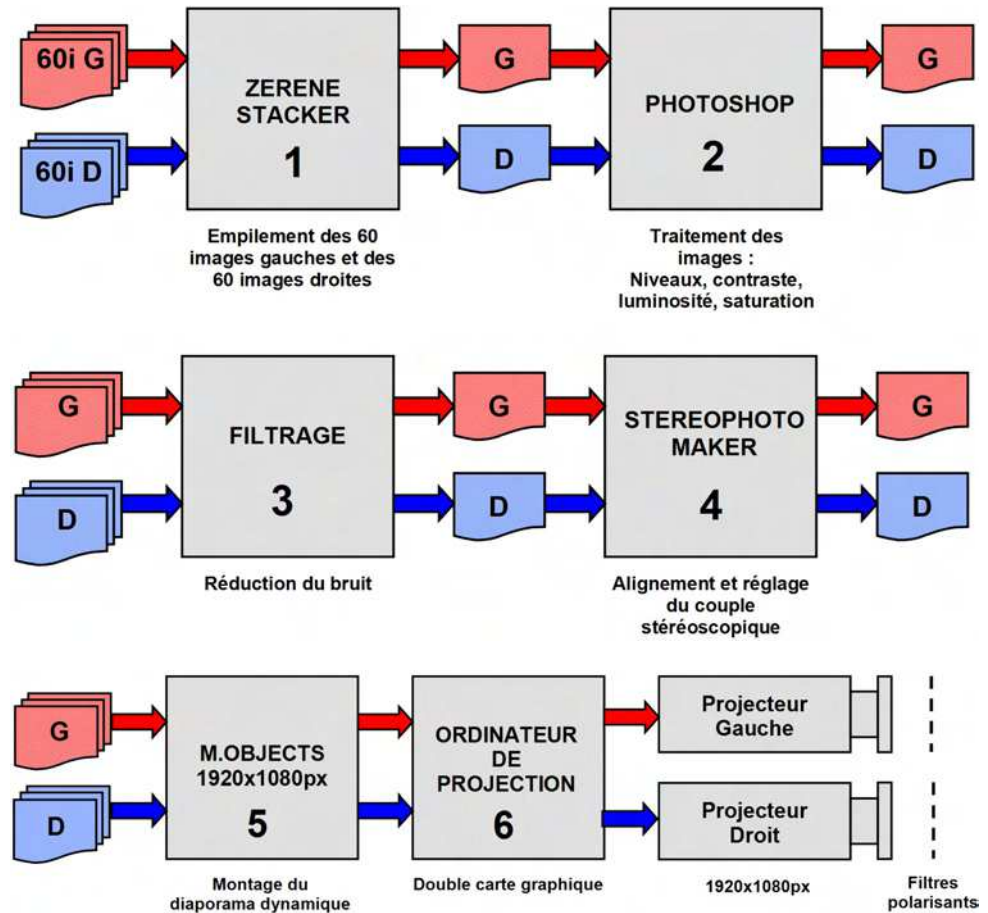 60i G
ZERENE
STACKER
1
G
PHOTOSHOP
2
G
60i D
D
D
Empilement des 60
images gauches et des
60 images droites
Traitement des
images :
Niveaux, contraste,
luminosité, saturation
G
FILTRAGE
3
G
STEREOPHOTO
MAKER
4
G
D
D
D
Réduction du bruit
Alignement et réglage
du couple
stéréoscopique
G
M.OBJECTS
1920x1080px
5
ORDINATEUR
DE
PROJECTION
6
Projecteur
Gauche
D
Projecteur
Droit
Montage du
diaporama dynamique
Double carte graphique
1920x1080px
Filtres
polarisants